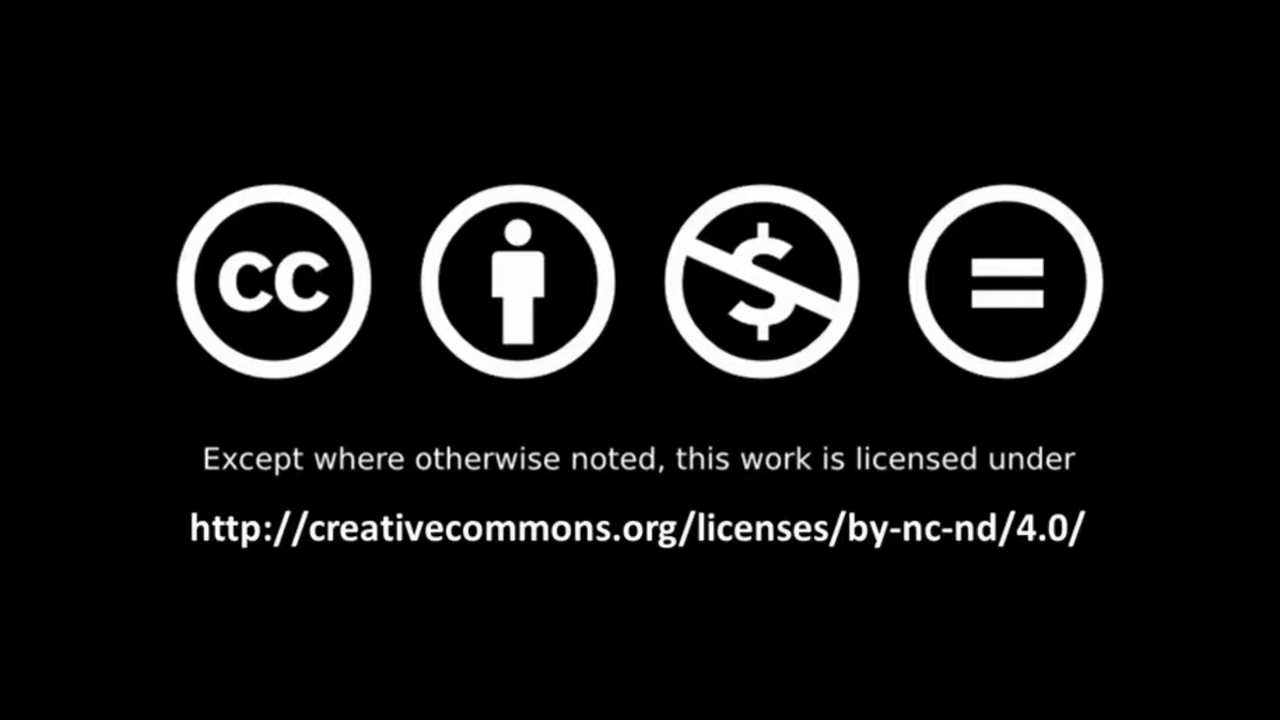 cc $ =
Except where otherwise noted, this work is licensed under
http://creativecommons.org/licenses/by-nc-nd/4.0/